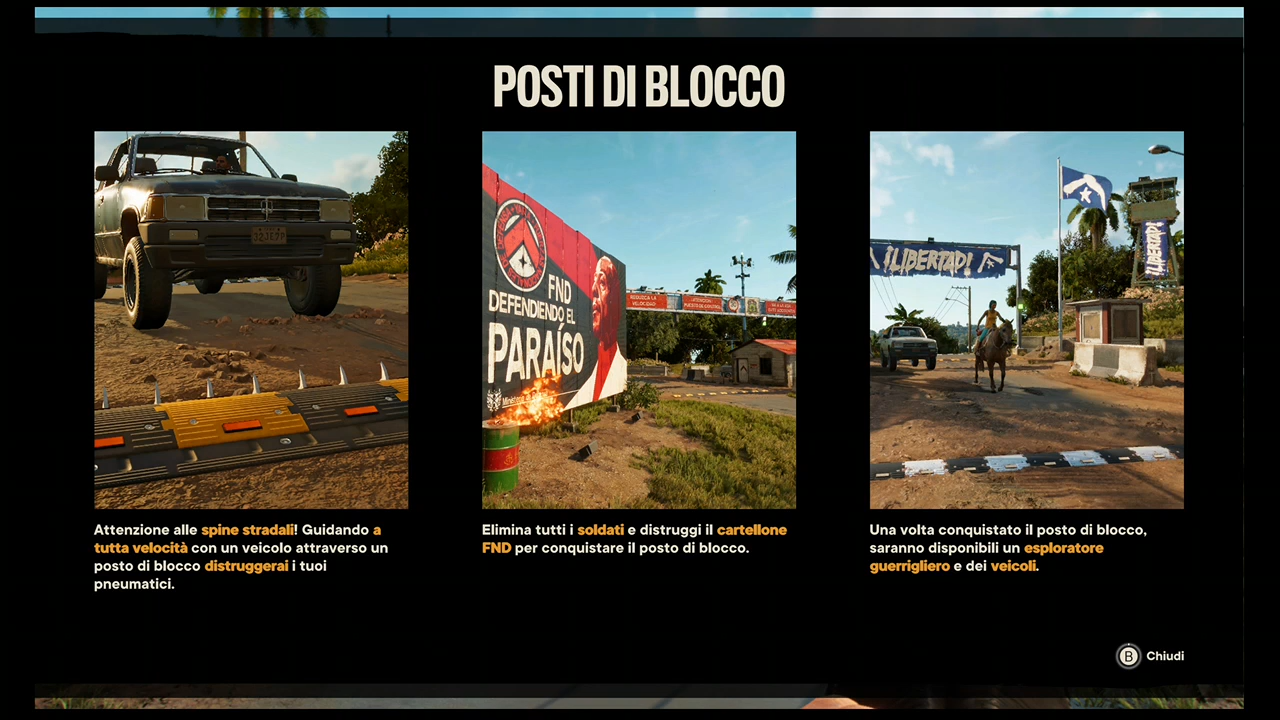 POSTI DI BLOCCO
Attenzione alle spine stradali! Guidando a
tutta velocità con un veicolo attraverso un
posto di blocco distruggerai i tuoi
pneumatici.
FND
DEFENDIENDO EL
PARAÍSO
Elimina tutti i soldati e distruggi il cartellone
FND per conquistare il posto di blocco.
¡LIBERTAD!
¡LIBERTAD!
Una volta conquistato il posto di blocco,
saranno disponibili un esploratore
guerrigliero e dei veicoli.
B Chiudi